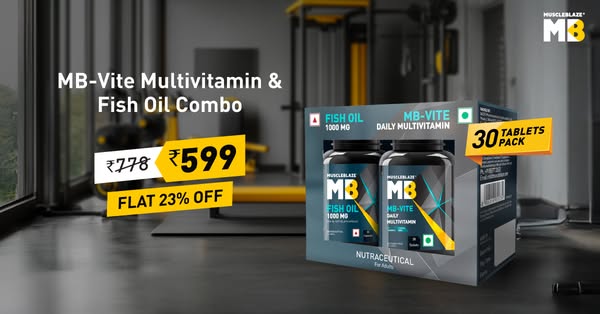 MUSCLEBLAZE®
MB
MB-Vite Multivitamin &
Fish Oil Combo
₹778
₹599
FLAT 23% OFF
FISH OIL
1000 MG
MB-VITE
DAILY MULTIVITAMIN
30 TABLETS
PACK
MUSCLEBLAZE®
MB
FISH OIL
1000 MG
MUSCLEBLAZE®
MB
MB-VITE
DAILY
MULTIVITAMIN
NUTRACEUTICAL
For Adults